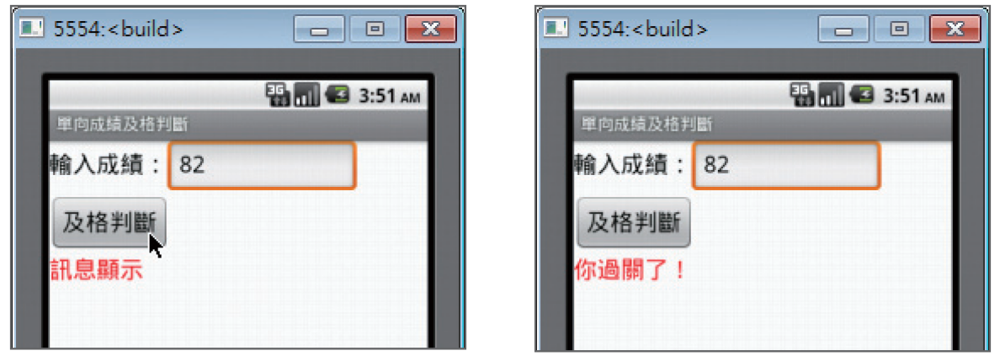 5554:<build>
3G 3:51 AM
單向成績及格判斷
輸入成績： 82
及格判斷
訊息顯示
5554:<build>
3G 3:51 AM
單向成績及格判斷
輸入成績： 82
及格判斷
你過關了！